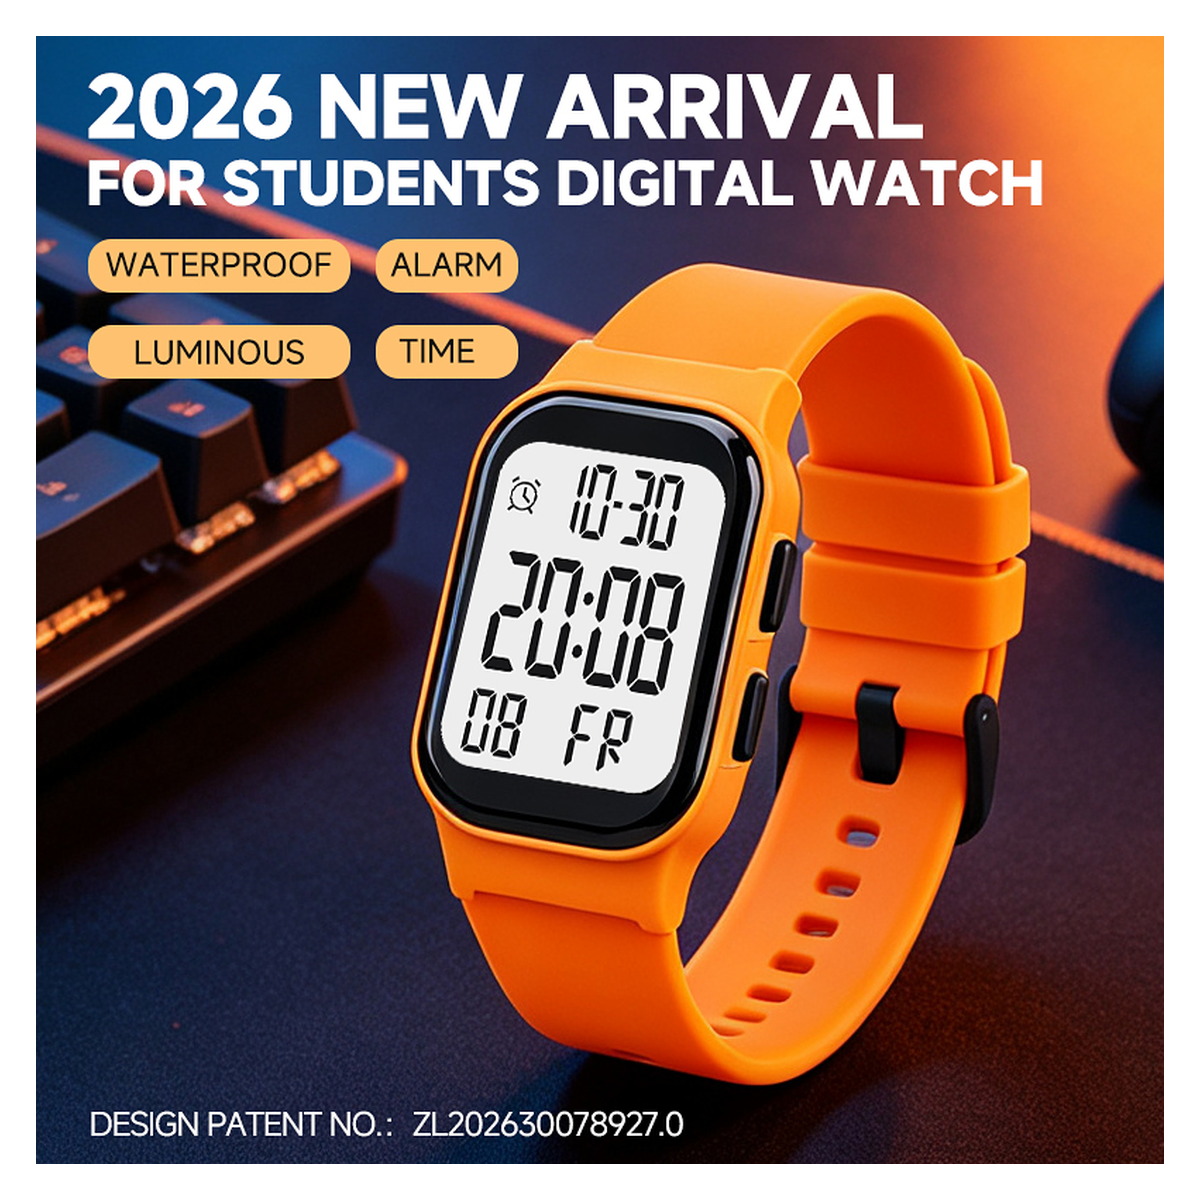 2026 NEW ARRIVAL
FOR STUDENTS DIGITAL WATCH
WATERPROOF ALARM
LUMINOUS TIME
10-30
20:08
08 FR
DESIGN PATENT NO.: ZL202630078927.0